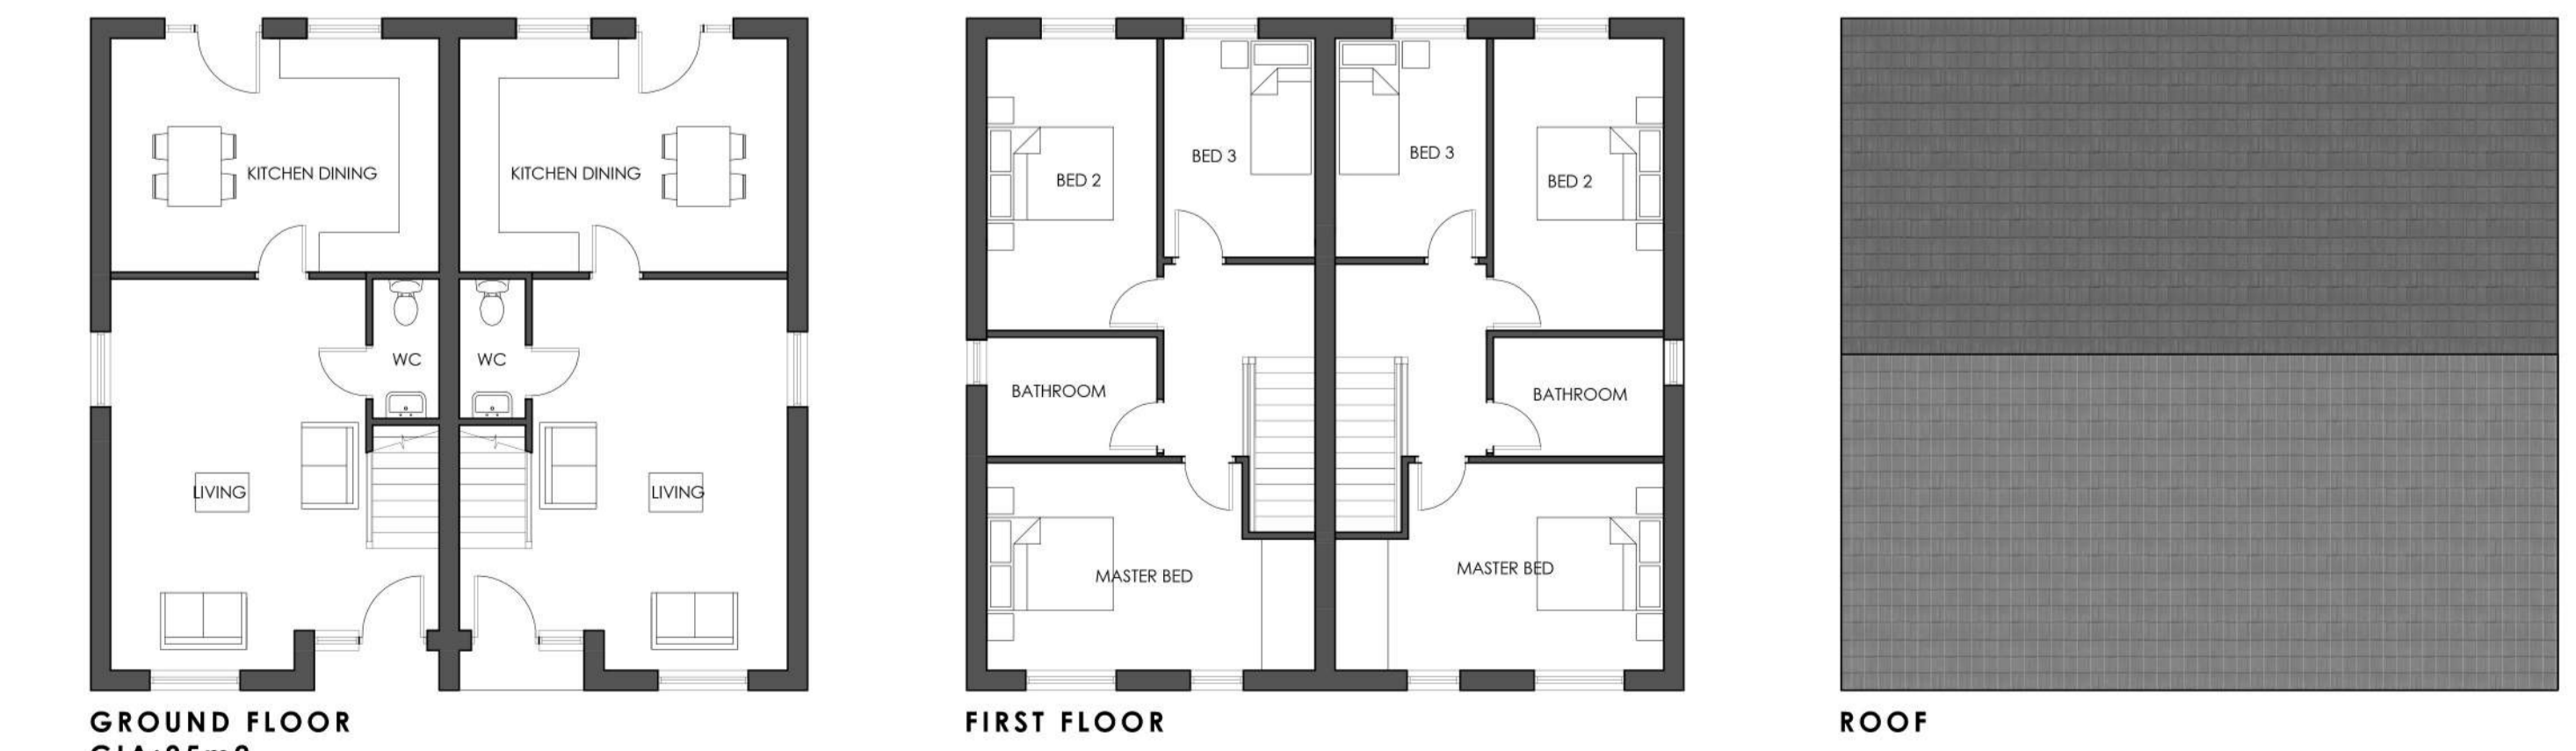 KITCHEN DINING
KITCHEN DINING
WC
WC
LIVING
LIVING
GROUND FLOOR
BED 2
BED 3
BED 3
BED 2
BATHROOM
BATHROOM
MASTER BED
MASTER BED
FIRST FLOOR
ROOF